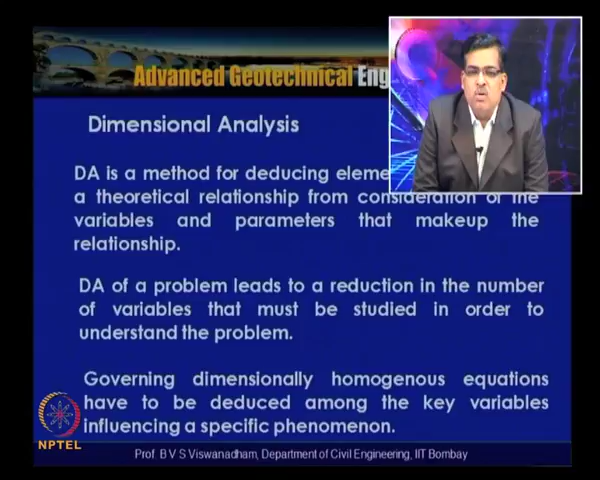 Advanced Geotechnical Eng
Dimensional Analysis
DA is a method for deducing eleme
a theoretical relationship from consideration of the
variables and parameters that makeup the
relationship.
DA of a problem leads to a reduction in the number
of variables that must be studied in order to
understand the problem.
Governing dimensionally homogenous equations
have to be deduced among the key variables
influencing a specific phenomenon.
NPTEL
Prof. B V S Viswanadham, Department of Civil Engineering, IIT Bombay